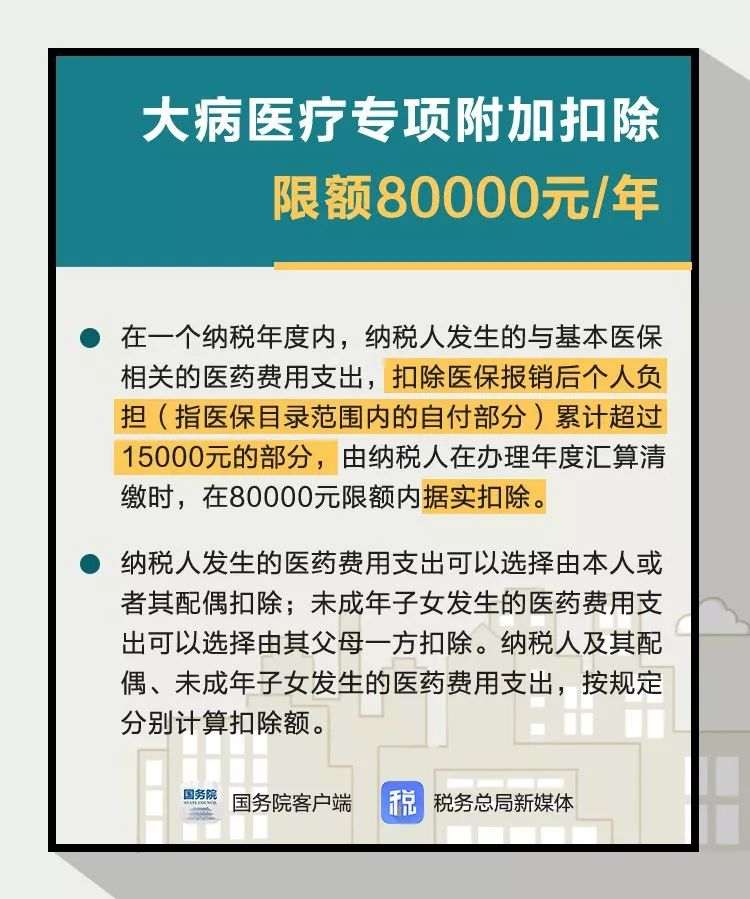 大病医疗专项附加扣除
限额80000元/年
在一个纳税年度内，纳税人发生的与基本医保
相关的医药费用支出，扣除医保报销后个人负
担（指医保目录范围内的自付部分）累计超过
15000元的部分，由纳税人在办理年度汇算清
缴时，在80000元限额内据实扣除。
纳税人发生的医药费用支出可以选择由本人或
者其配偶扣除；未成年子女发生的医药费用支
出可以选择由其父母一方扣除。纳税人及其配
偶、未成年子女发生的医药费用支出，按规定
分别计算扣除额。
国务院
STATE COUNCIL
国务院客户端
税
税务总局新媒体